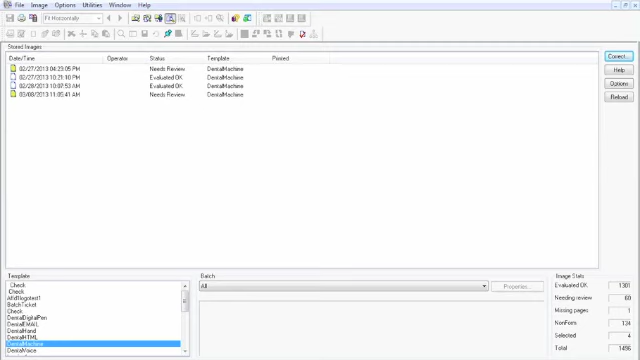 File Image Options Utilities Window Help
Fit Horizontally
Stored Images
Date/Time Operator Status Template Printed
02/27/2013 04:23:05 PM Needs Review DentalMachine
02/27/2013 10:21:10 PM Evaluated OK DentalMachine
02/28/2013 10:07:53 AM Evaluated OK DentalMachine
03/08/2013 11:05:41 AM Needs Review DentalMachine
Correct...
Help
Options
Reload
Template
_Check
.Check
BatchTicket
Check
DentalDigitalPen
DentalEMAIL
DentalHand
DentalHTML
DentalMachine
DentalVoice
Batch
All
Properties...
Image Stats
Evaluated OK 1301
Needing review 60
Missing pages 1
NonForm 134
Selected 4
Total 1496